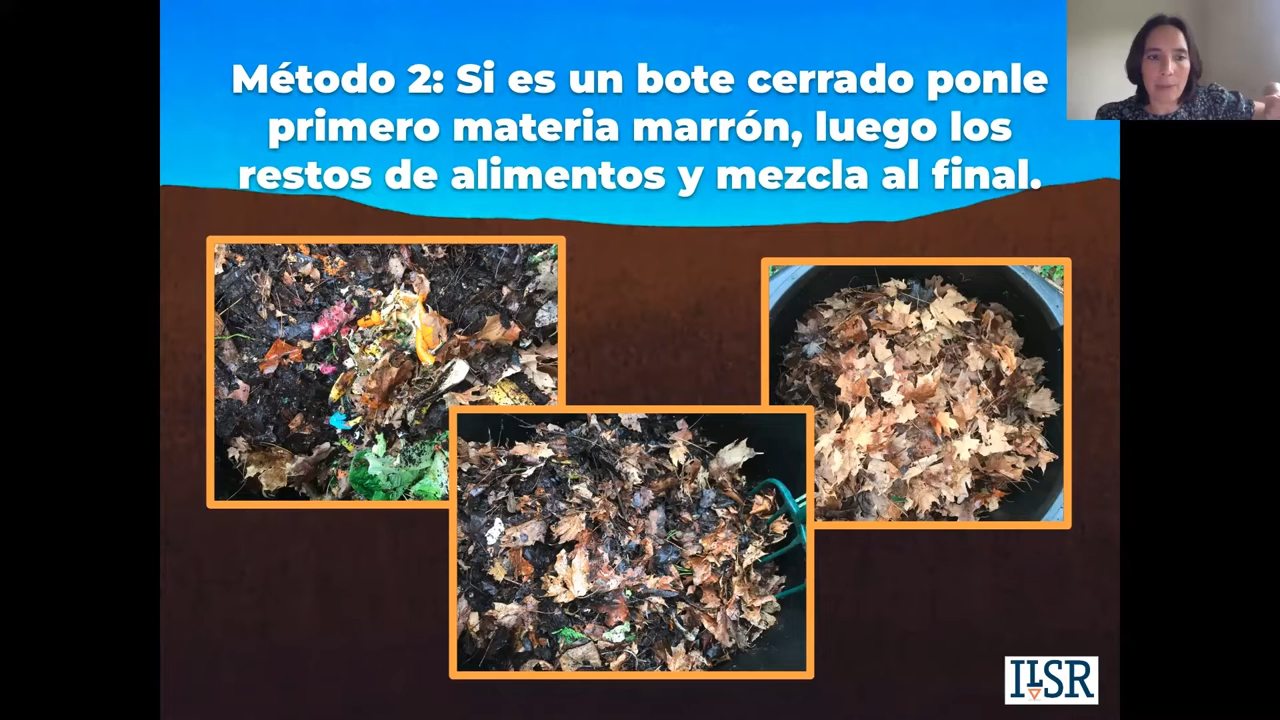 Método 2: Si es un bote cerrado ponle
primero materia marrón, luego los
restos de alimentos y mezcla al final.
ILSR